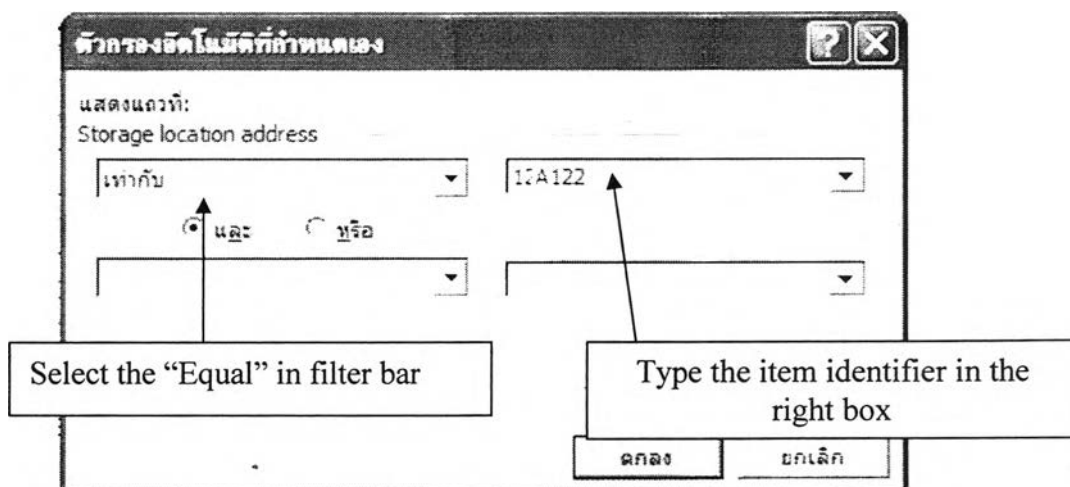 ตัวกรองอัตโนมัติที่กำหนดเอง
แสดงแถวที่:
Storage location address
เท่ากับ 12A122
และ หรือ
Select the “Equal” in filter bar
Type the item identifier in the
right box
ตกลง ยกเลิก